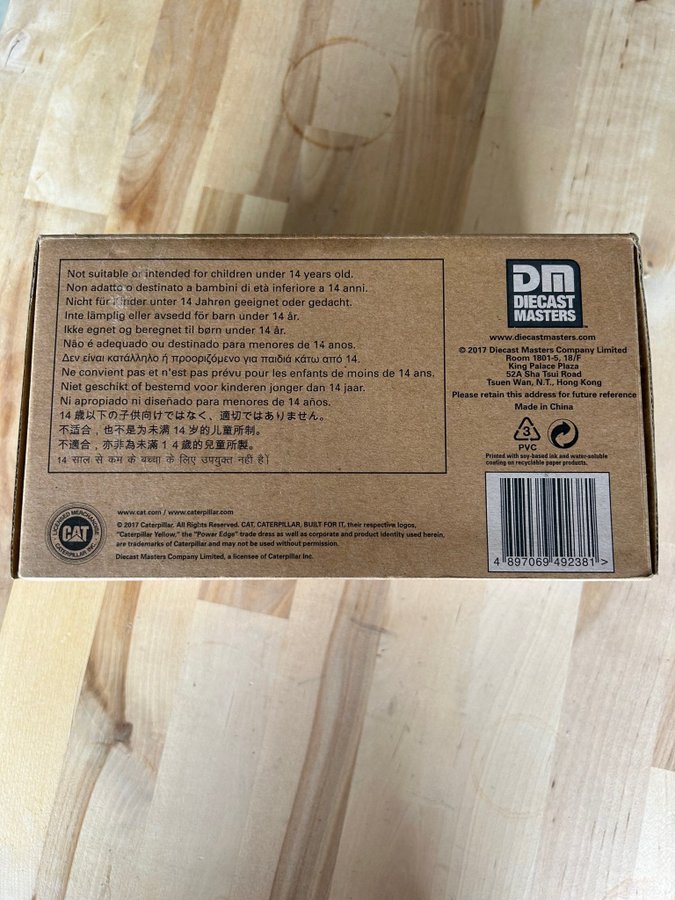 Not suitable or intended for children under 14 years old.
Non adatto o destinato a bambini di età inferiore a 14 anni.
Nicht für Kinder unter 14 Jahren geeignet oder gedacht.
Inte lämplig eller avsedd för barn under 14 år.
Ikke egnet og beregnet til børn under 14 år.
Não é adequado ou destinado para menores de 14 anos.
Δεν είναι κατάλληλο ή προοριζόμενο για παιδιά κάτω από 14.
Ne convient pas et n'est pas prévu pour les enfants de moins de 14 ans.
Niet geschikt of bestemd voor kinderen jonger dan 14 jaar.
Ni apropiado ni diseñado para menores de 14 años.
14 歳以下の子供向けではなく、適切ではありません。
不适合，也不是为未满 14 岁的儿童所制。
不適合，亦非為未滿 14 歲的兒童所製。
14 साल से कम के बच्चा के लिए उपयुक्त नहीं है|
DM
DIECAST
MASTERS
™
www.diecastmasters.com
© 2017 Diecast Masters Company Limited
Room 1801-5, 18/F
King Palace Plaza
52A Sha Tsui Road
Tsuen Wan, N.T., Hong Kong
Please retain this address for future reference
Made in China
3
PVC
Printed with soy-based ink and water-soluble
coating on recyclable paper products.
4 897069 492381 >
LICENSED MERCHANDISE
CAT
CATERPILLAR INC.
www.cat.com / www.caterpillar.com
© 2017 Caterpillar. All Rights Reserved. CAT, CATERPILLAR, BUILT FOR IT, their respective logos,
"Caterpillar Yellow," the "Power Edge" trade dress as well as corporate and product identity used herein,
are trademarks of Caterpillar and may not be used without permission.
Diecast Masters Company Limited, a licensee of Caterpillar Inc.